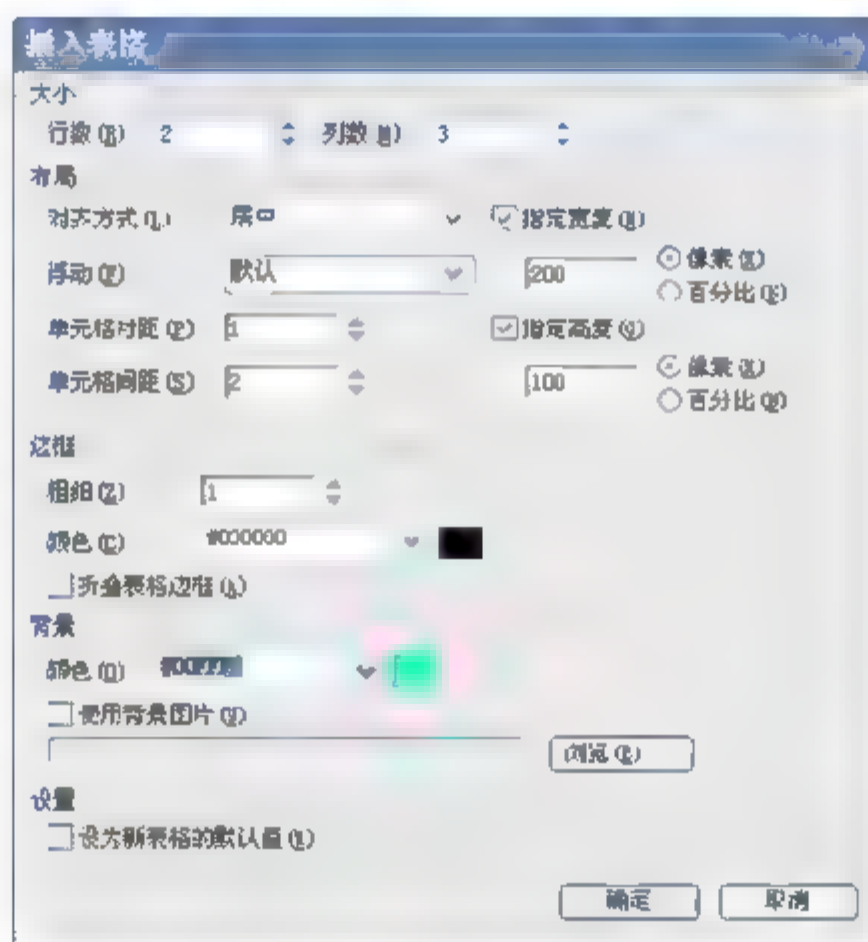 插入表格
大小
行数(R) 2 列数(M) 3
布局
对齐方式(L) 居中 指定宽度(N)
浮动(F) 默认 200 像素(X)
百分比(E)
单元格衬距(P) 1 指定高度
单元格间距(S) 2 100 像素
百分比
边框
粗细(Z) 1
颜色(C) #000000
折叠表格边框(A)
背景
颜色(O)
使用背景图片
浏览
设置
设为新表格的默认值
确定 取消